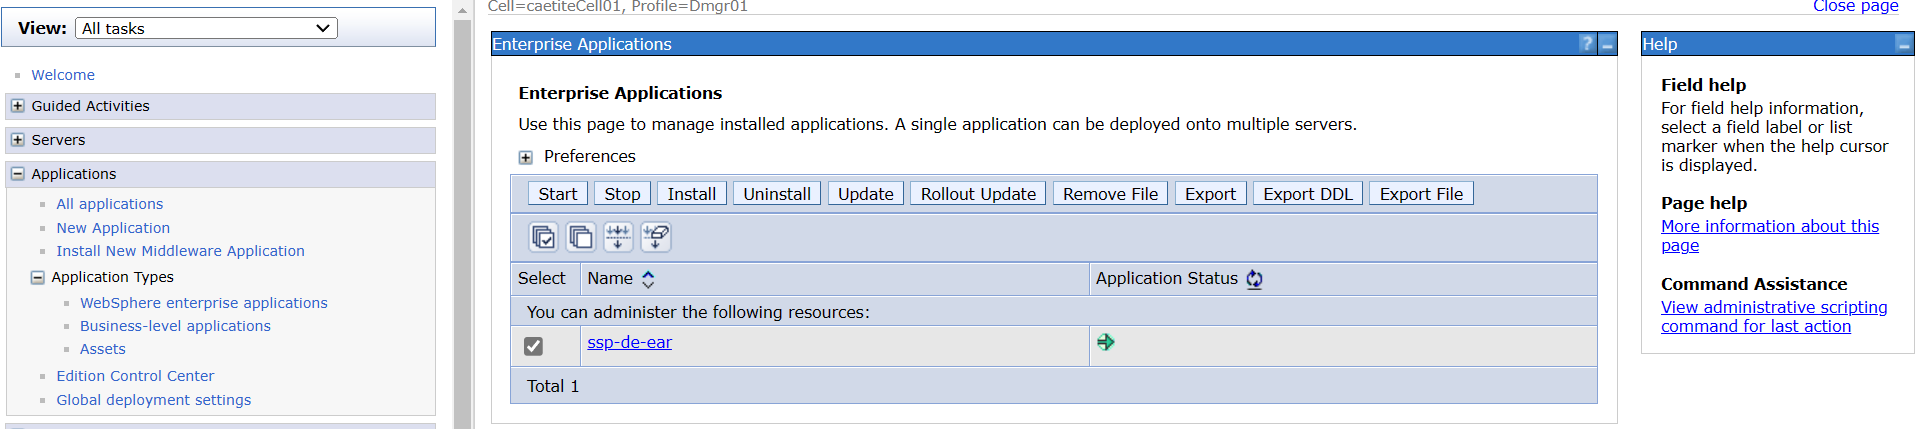 View: All tasks
Welcome
Guided Activities
Servers
Applications
All applications
New Application
Install New Middleware Application
Application Types
WebSphere enterprise applications
Business-level applications
Assets
Edition Control Center
Global deployment settings
Cell=caetiteCell01, Profile=Dmgr01
Close page
Enterprise Applications
?
Enterprise Applications
Use this page to manage installed applications. A single application can be deployed onto multiple servers.
Preferences
Start Stop Install Uninstall Update Rollout Update Remove File Export Export DDL Export File
Select Name Application Status
You can administer the following resources:
ssp-de-ear
Total 1
Help
Field help
For field help information,
select a field label or list
marker when the help cursor
is displayed.
Page help
More information about this
page
Command Assistance
View administrative scripting
command for last action